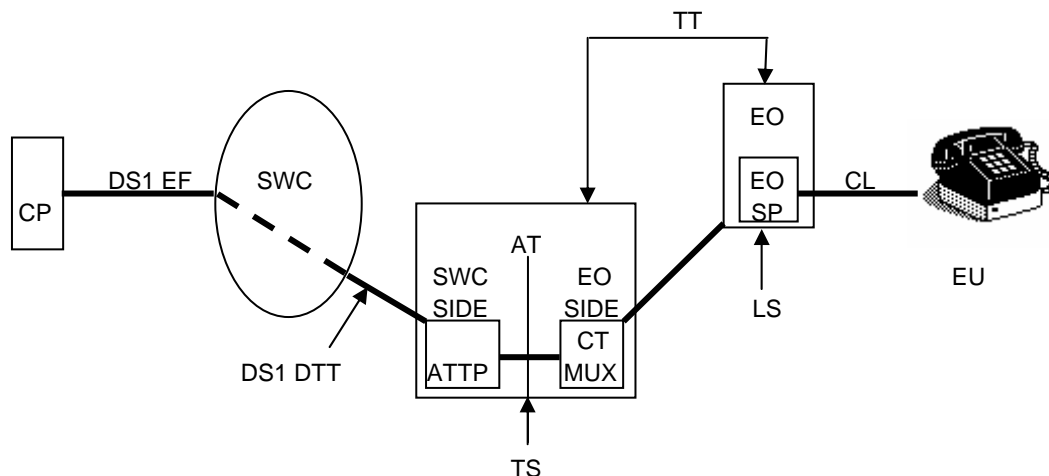 TT
EO
EO
SP
CL
DS1 EF
SWC
CP
AT
SWC
SIDE
EO
SIDE
EU
LS
CT
MUX
ATTP
DS1 DTT
TS